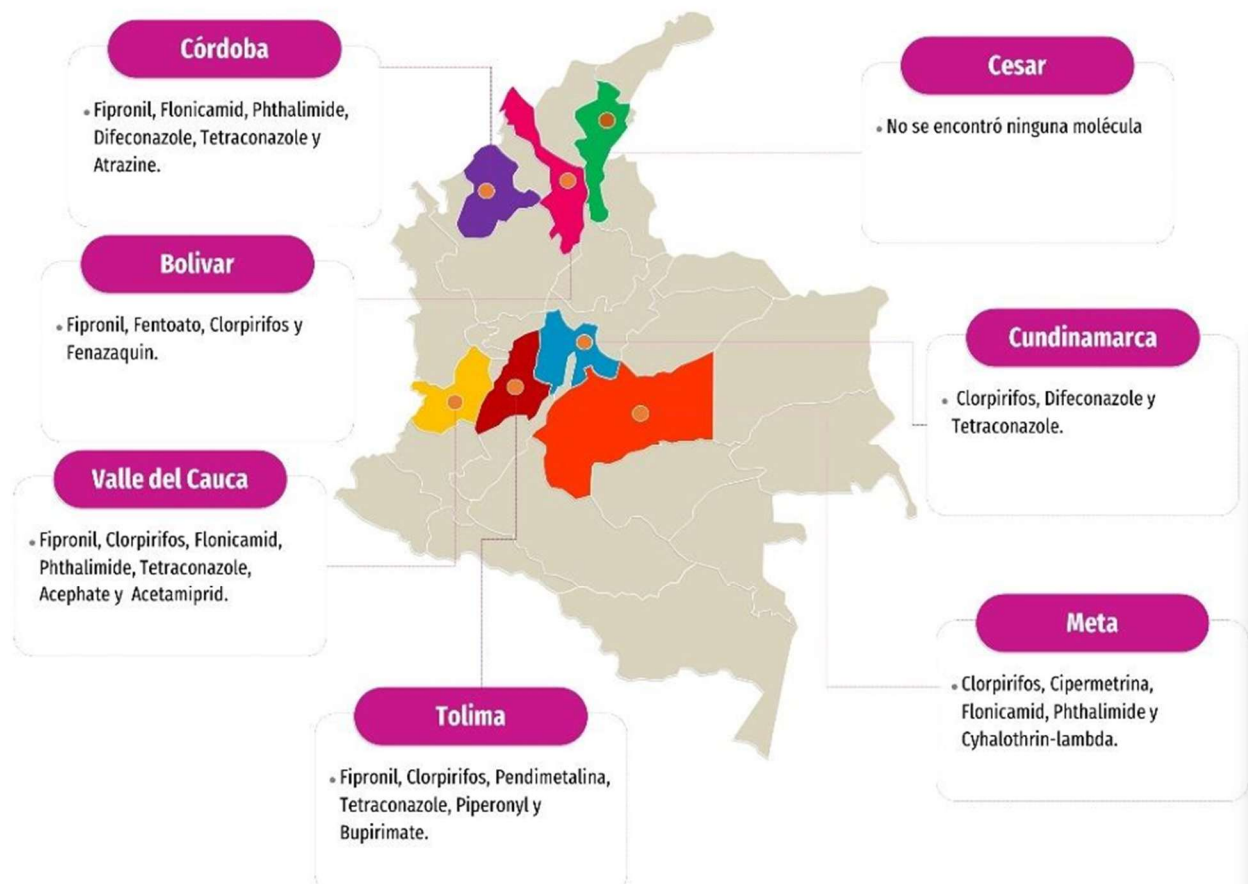 Córdoba
• Fipronil, Flonicamid, Phthalimide,
Difeconazole, Tetraconazole y
Atrazine.
Cesar
• No se encontró ninguna molécula
Bolivar
• Fipronil, Fentoato, Clorpirifos y
Fenazaquin.
Cundinamarca
• Clorpirifos, Difeconazole y
Tetraconazole.
Valle del Cauca
• Fipronil, Clorpirifos, Flonicamid,
Phthalimide, Tetraconazole,
Acephate y Acetamiprid.
Meta
• Clorpirifos, Cipermetrina,
Flonicamid, Phthalimide y
Cyhalothrin-lambda.
Tolima
• Fipronil, Clorpirifos, Pendimetalina,
Tetraconazole, Piperonyl y
Bupirimate.